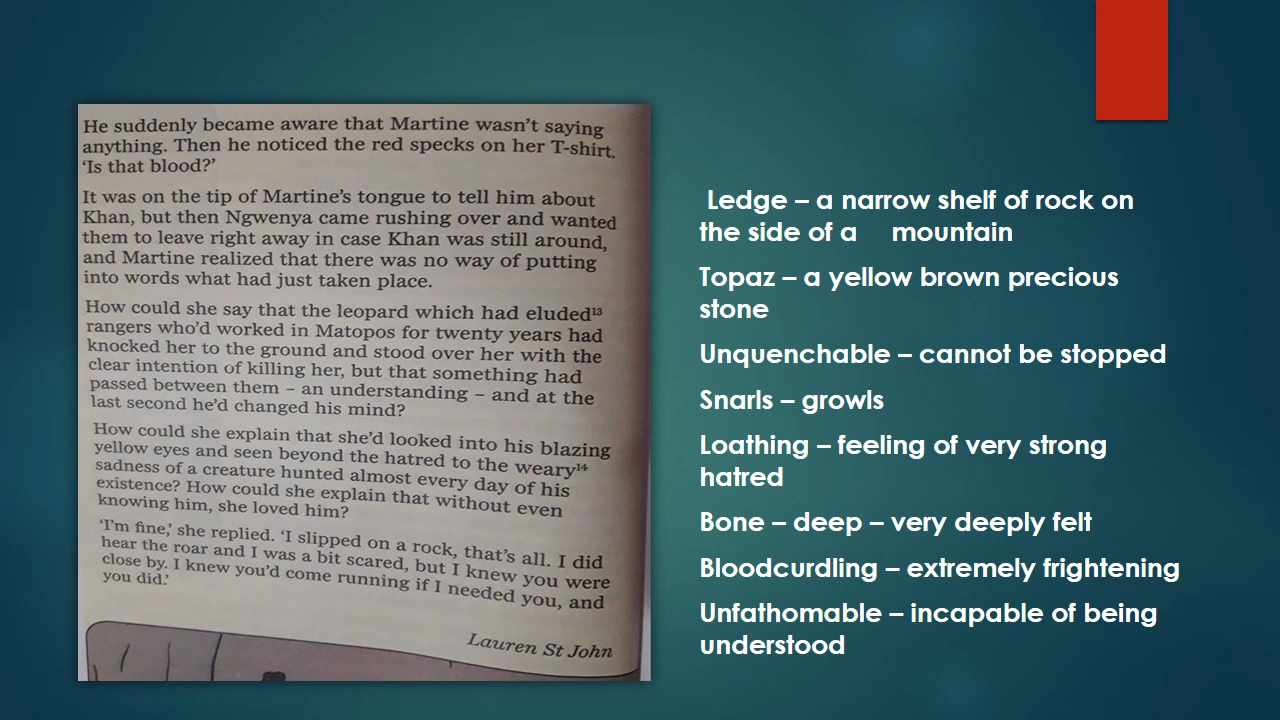 He suddenly became aware that Martine wasn't saying
anything. Then he noticed the red specks on her T-shirt.
'Is that blood?'
It was on the tip of Martine's tongue to tell him about
Khan, but then Ngwenya came rushing over and wanted
them to leave right away in case Khan was still around,
and Martine realized that there was no way of putting
into words what had just taken place.
How could she say that the leopard which had eluded¹³
rangers who'd worked in Matopos for twenty years had
knocked her to the ground and stood over her with the
clear intention of killing her, but that something had
passed between them – an understanding – and at the
last second he'd changed his mind?
How could she explain that she'd looked into his blazing
yellow eyes and seen beyond the hatred to the weary¹⁴
sadness of a creature hunted almost every day of his
existence? How could she explain that without even
knowing him, she loved him?
'I'm fine,' she replied. 'I slipped on a rock, that's all. I did
hear the roar and I was a bit scared, but I knew you were
close by. I knew you'd come running if I needed you, and
you did.'
Lauren St John
Ledge – a narrow shelf of rock on
the side of a mountain
Topaz – a yellow brown precious
stone
Unquenchable – cannot be stopped
Snarls – growls
Loathing – feeling of very strong
hatred
Bone – deep – very deeply felt
Bloodcurdling – extremely frightening
Unfathomable – incapable of being
understood